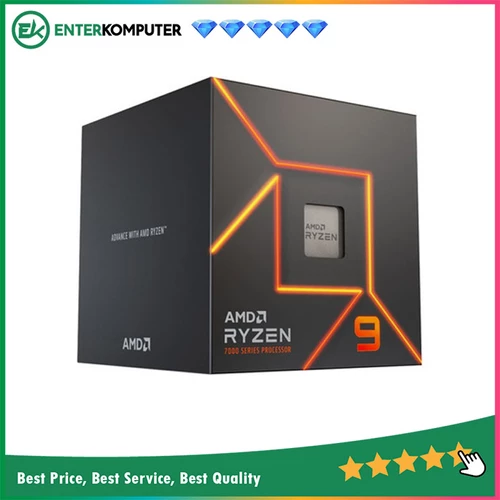 EK ENTERKOMPUTER
ADVANCE WITH AMD RYZEN™
AMD
AMD
RYZEN
AMD
RYZEN
7000 SERIES PROCESSOR
9
Best Price, Best Service, Best Quality